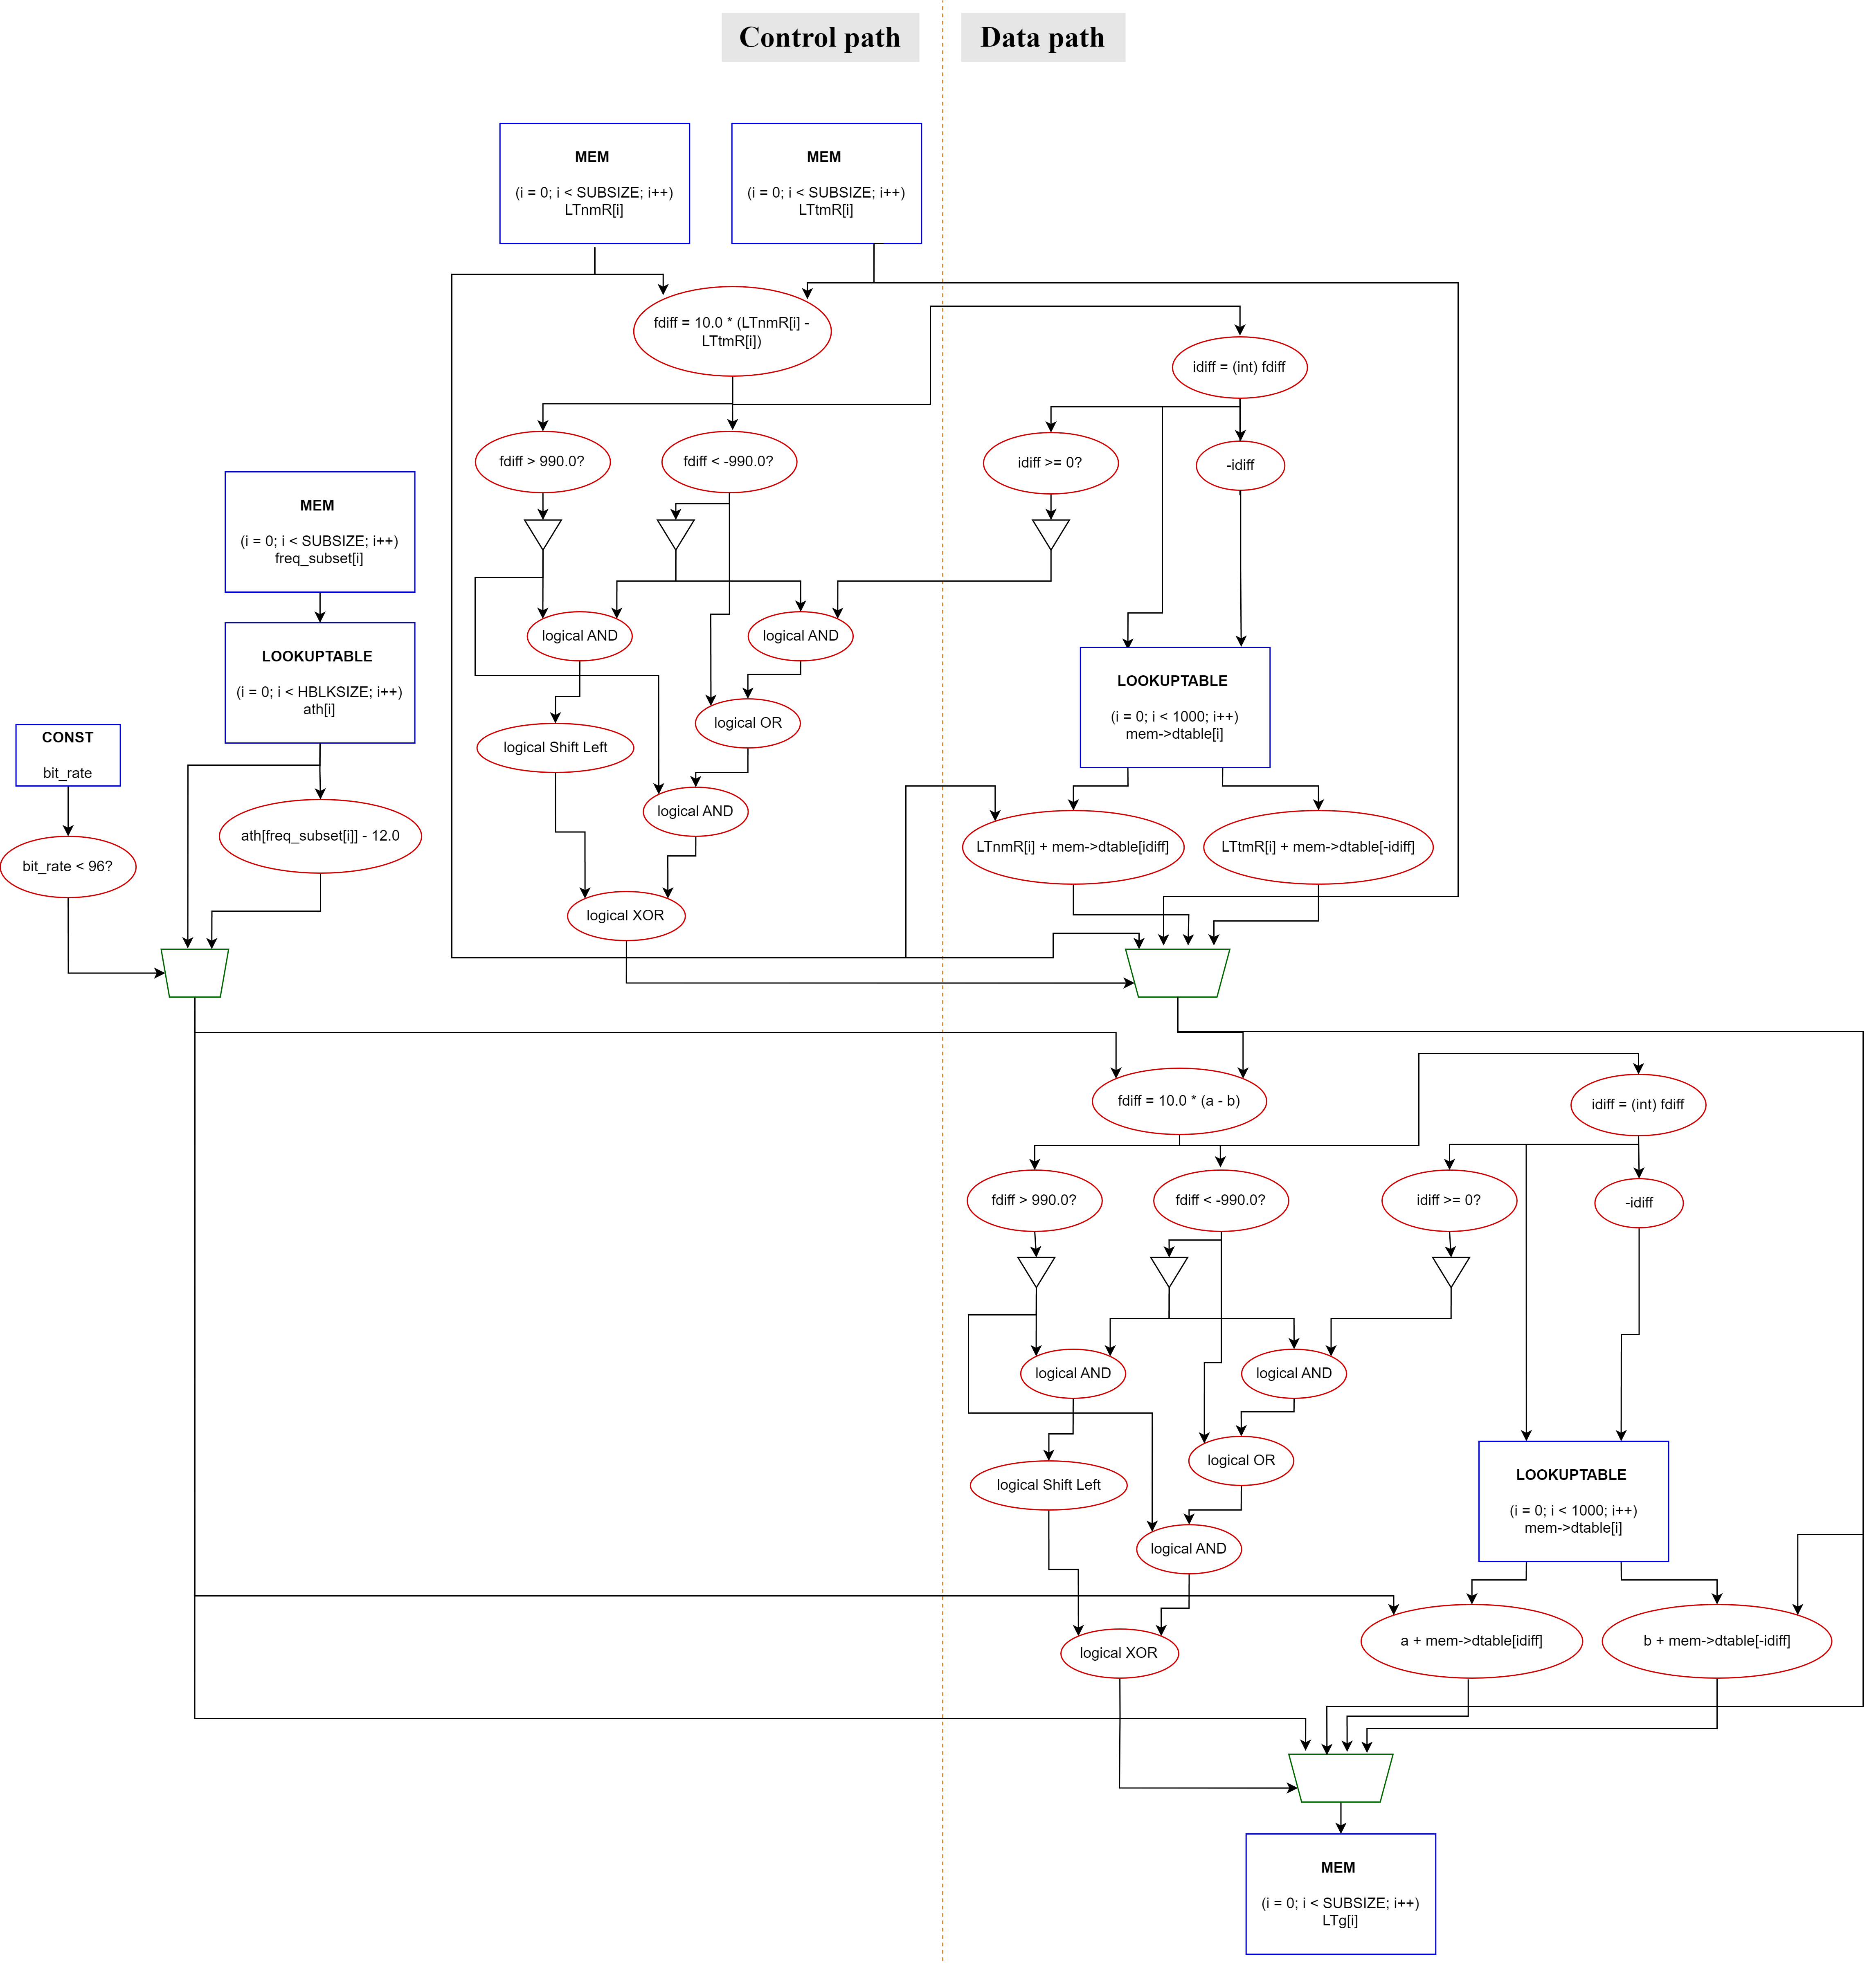 Control path
Data path
MEM
(i = 0; i < SUBSIZE; i++)
LTnmR[i]
MEM
(i = 0; i < SUBSIZE; i++)
LTtmR[i]
fdiff = 10.0 * (LTnmR[i] -
LTtmR[i])
idiff = (int) fdiff
fdiff > 990.0?
fdiff < -990.0?
idiff >= 0?
-idiff
MEM
(i = 0; i < SUBSIZE; i++)
freq_subset[i]
logical AND
logical AND
LOOKUPTABLE
(i = 0; i < HBLKSIZE; i++)
ath[i]
LOOKUPTABLE
(i = 0; i < 1000; i++)
mem->dtable[i]
logical OR
CONST
bit_rate
logical Shift Left
logical AND
ath[freq_subset[i]] - 12.0
bit_rate < 96?
LTnmR[i] + mem->dtable[idiff]
LTtmR[i] + mem->dtable[-idiff]
logical XOR
fdiff = 10.0 * (a - b)
idiff = (int) fdiff
fdiff > 990.0?
fdiff < -990.0?
idiff >= 0?
-idiff
logical AND
logical AND
logical OR
LOOKUPTABLE
(i = 0; i < 1000; i++)
mem->dtable[i]
logical Shift Left
logical AND
logical XOR
a + mem->dtable[idiff]
b + mem->dtable[-idiff]
MEM
(i = 0; i < SUBSIZE; i++)
LTg[i]